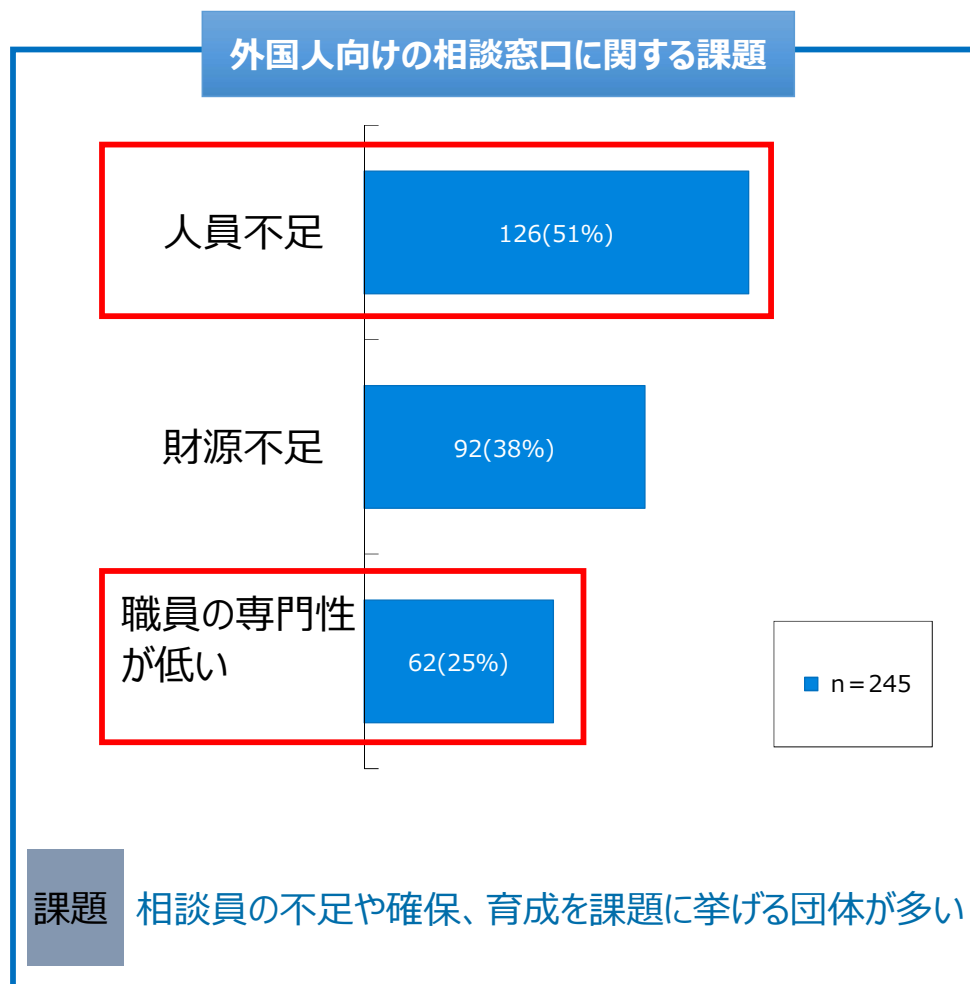 外国人向けの相談窓口に関する課題
人員不足
126(51%)
財源不足
92(38%)
職員の専門性
が低い
62(25%)
n＝245
課題
相談員の不足や確保、育成を課題に挙げる団体が多い